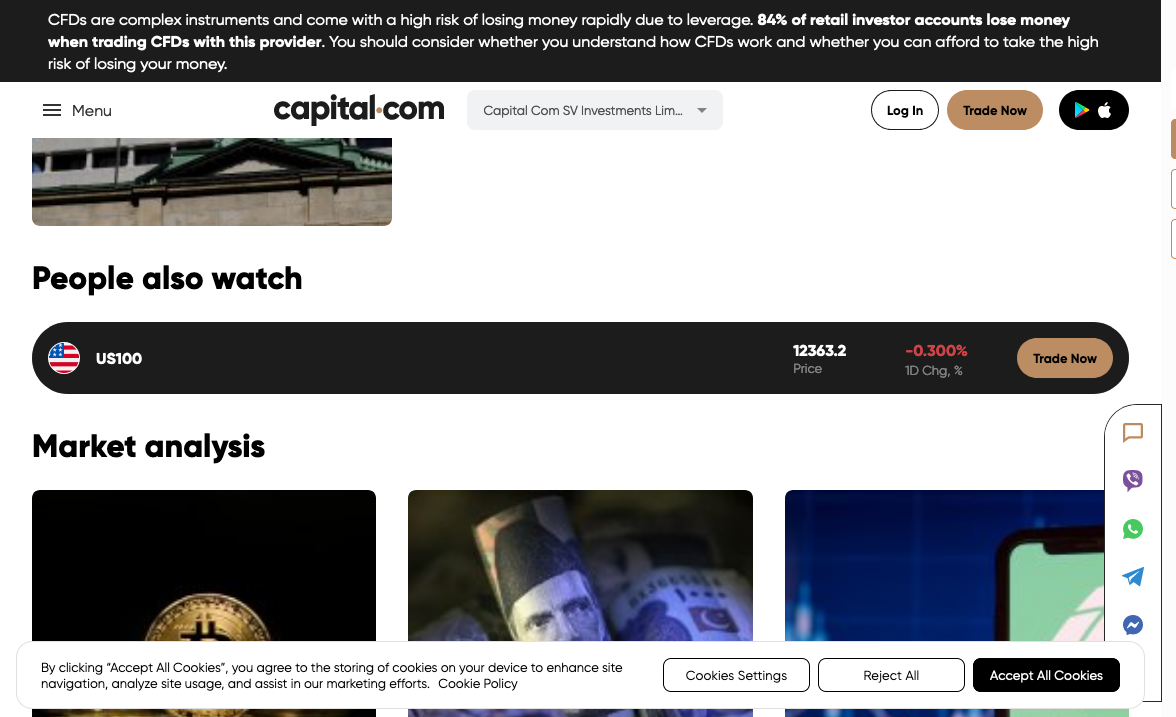 CFDs are complex instruments and come with a high risk of losing money rapidly due to leverage. 84% of retail investor accounts lose money
when trading CFDs with this provider. You should consider whether you understand how CFDs work and whether you can afford to take the high
risk of losing your money.
Menu
capital.com
Capital Com SV Investments Lim...
Log In
Trade Now
People also watch
US100
12363.2
Price
-0.300%
1D Chg, %
Trade Now
Market analysis
By clicking “Accept All Cookies”, you agree to the storing of cookies on your device to enhance site
navigation, analyze site usage, and assist in our marketing efforts. Cookie Policy
Cookies Settings
Reject All
Accept All Cookies